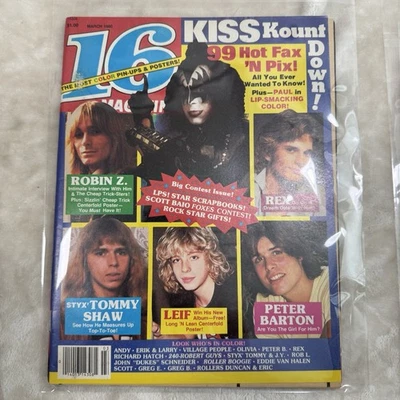 MARCH
16
MAGAZINE
THE MOST COLOR PIN-UPS & POSTERS!
KISS Kount
Down!
99 Hot Fax
'N Pix!
All You Ever
Wanted To Know!
Plus—PAUL in
LIP-SMACKING
COLOR!
ROBIN Z.
Intimate Interview With Him
& The Cheap Trick-Stars!
Plus: Sizzlin' Cheap Trick
Centerfold Poster—
You Must Have It!
Big Contest Issue!
LPS! STAR SCRAPBOOKS!
SCOTT BAIO FOXES CONTEST!
ROCK STAR GIFTS!
REX
STYX' TOMMY
SHAW
See How He Measures Up
Top-To-Toe!
LEIF
Win His New
Album—Free!
Long 'N Lean Centerfold
Poster!
PETER
BARTON
Are You The Girl For Him?
LOOK WHO'S IN COLOR!
ANDY • ERIK & LARRY • VILLAGE PEOPLE • OLIVIA • PETER B. • REX
RICHARD HATCH • 240-ROBERT GUYS • STYX' TOMMY & J.Y. • ROB L.
JOHN "DUKES" SCHNEIDER • ROLLER BOOGIE • EDDIE VAN HALEN
SCOTT • GREG E. • GREG B. • ROLLERS DUNCAN & ERIC